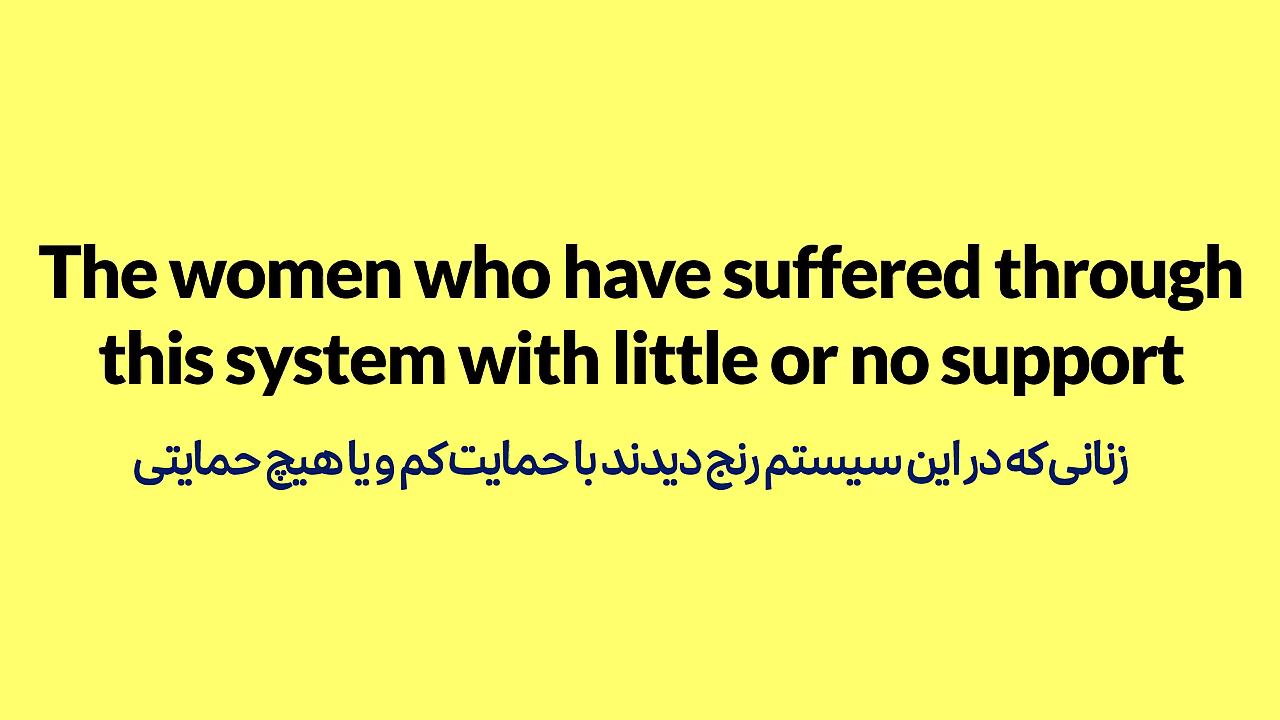 The women who have suffered through
this system with little or no support
زنانی که در این سیستم رنج دیدند با حمایت کم و یا هیچ حمایتی